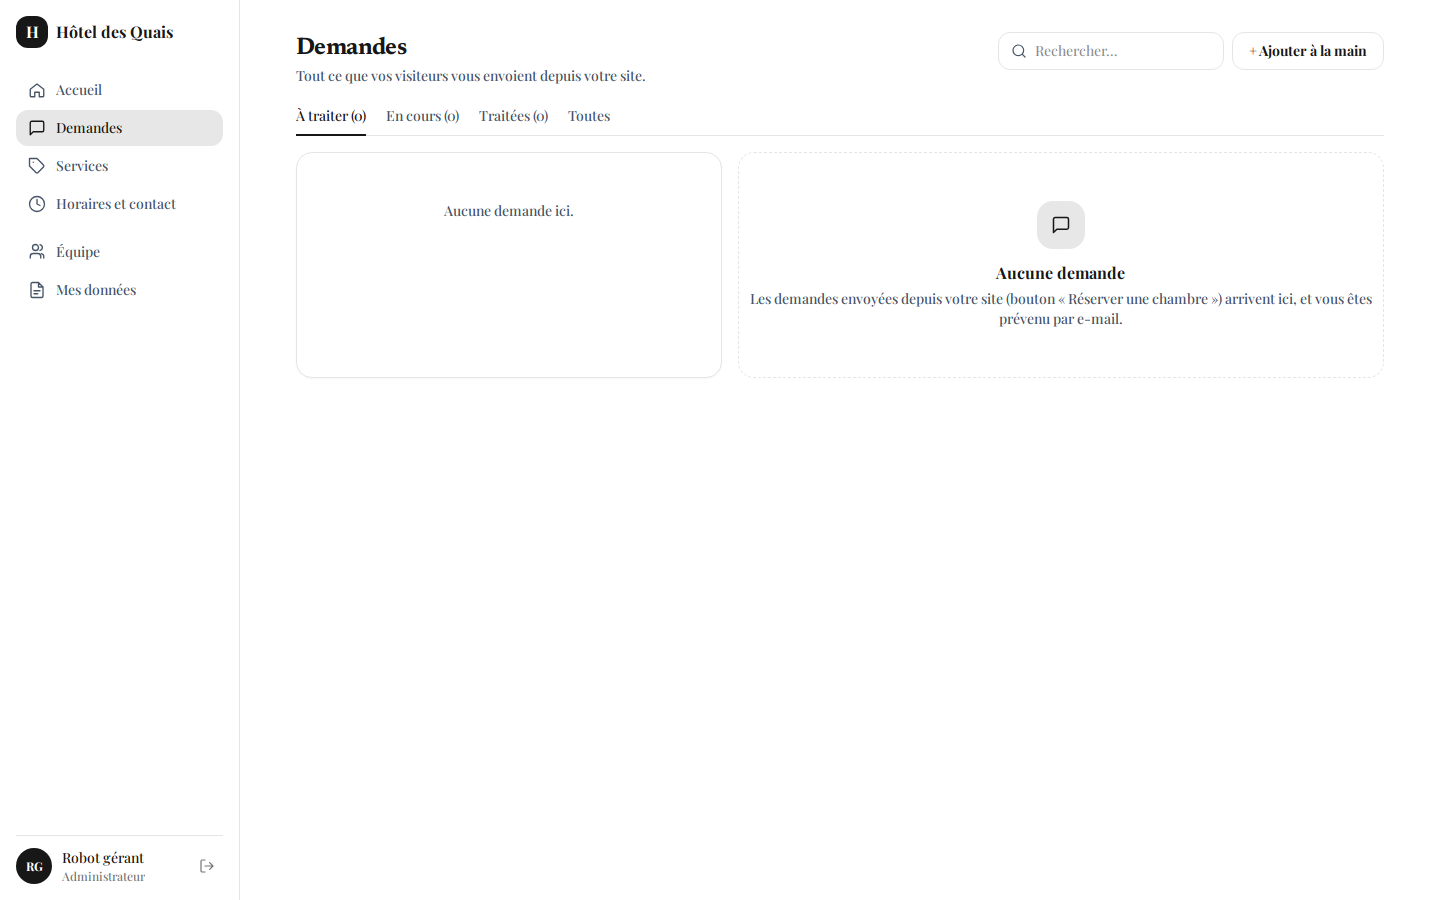 H Hôtel des Quais
Accueil
Demandes
Services
Horaires et contact
Équipe
Mes données
RG
Robot gérant
Administrateur
Demandes
Tout ce que vos visiteurs vous envoient depuis votre site.
Rechercher...
+ Ajouter à la main
À traiter (0)
En cours (0)
Traitées (0)
Toutes
Aucune demande ici.
Aucune demande
Les demandes envoyées depuis votre site (bouton « Réserver une chambre ») arrivent ici, et vous êtes
prévenu par e-mail.